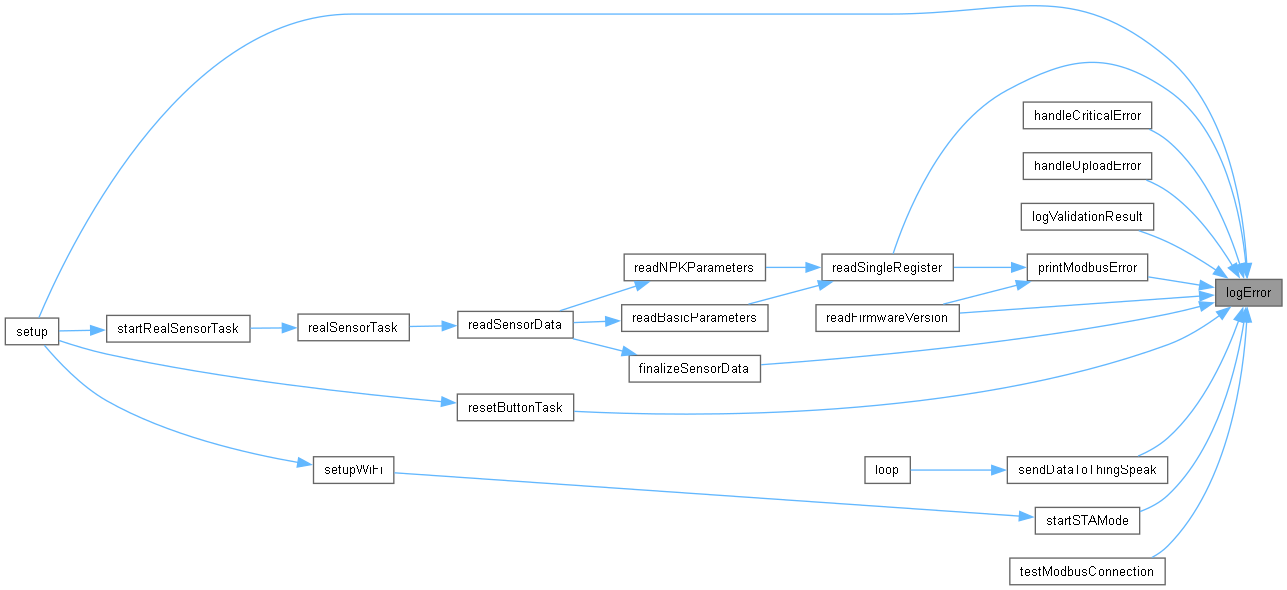 handleCriticalError
handleUploadError
logValidationResult
readNPKParameters
readSingleRegister
printModbusError
logError
setup
startRealSensorTask
realSensorTask
readSensorData
readBasicParameters
readFirmwareVersion
finalizeSensorData
resetButtonTask
setupWiFi
loop
sendDataToThingSpeak
startSTAMode
testModbusConnection